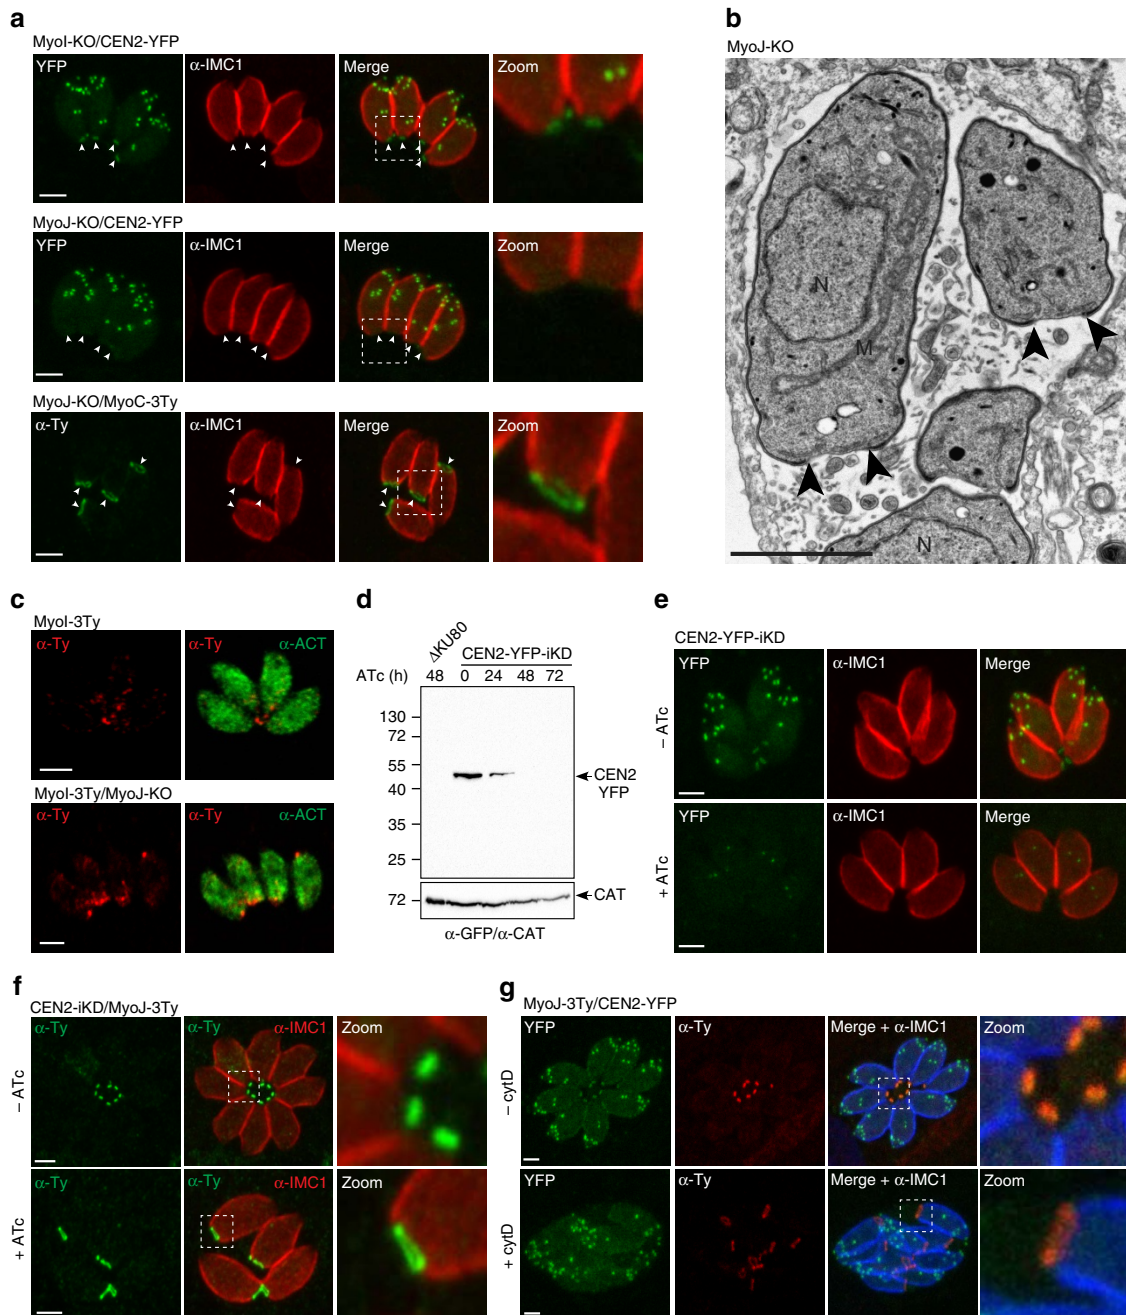 a
MyoI-KO/CEN2-YFP
YFP
α-IMC1
Merge
Zoom
MyoJ-KO/CEN2-YFP
YFP
α-IMC1
Merge
Zoom
MyoJ-KO/MyoC-3Ty
α-Ty
α-IMC1
Merge
Zoom
b
MyoJ-KO
N
M
N
c
MyoI-3Ty
α-Ty
α-Ty α-ACT
MyoI-3Ty/MyoJ-KO
α-Ty
α-Ty α-ACT
d
ΔKU80
CEN2-YFP-iKD
ATc (h) 48 0 24 48 72
130
72
55
40
35
25
CEN2
YFP
72
CAT
α-GFP/α-CAT
e
CEN2-YFP-iKD
– ATc
YFP
α-IMC1
Merge
+ ATc
YFP
α-IMC1
Merge
f
CEN2-iKD/MyoJ-3Ty
– ATc
α-Ty
α-Ty α-IMC1
Zoom
+ ATc
α-Ty
α-Ty α-IMC1
Zoom
g
MyoJ-3Ty/CEN2-YFP
– cytD
YFP
α-Ty
Merge + α-IMC1
Zoom
+ cytD
YFP
α-Ty
Merge + α-IMC1
Zoom